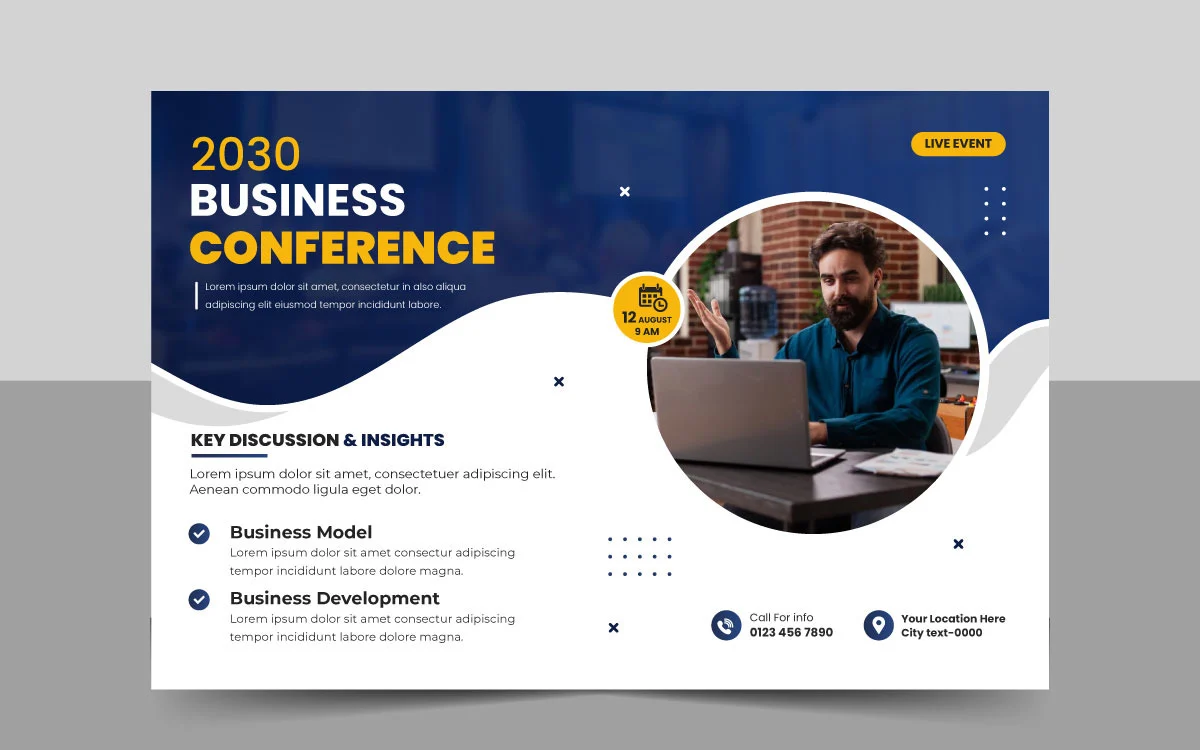 2030
BUSINESS
CONFERENCE
Lorem ipsum dolor sit amet, consectetur in also aliqua
adipiscing elit eiusmod tempor incididunt labore.
LIVE EVENT
12 AUGUST
9 AM
KEY DISCUSSION & INSIGHTS
Lorem ipsum dolor sit amet, consectetuer adipiscing elit.
Aenean commodo ligula eget dolor.
Business Model
Lorem ipsum dolor sit amet consectur adipiscing
tempor incididunt labore dolore magna.
Business Development
Lorem ipsum dolor sit amet consectur adipiscing
tempor incididunt labore dolore magna.
Call For info
0123 456 7890
Your Location Here
City text-0000